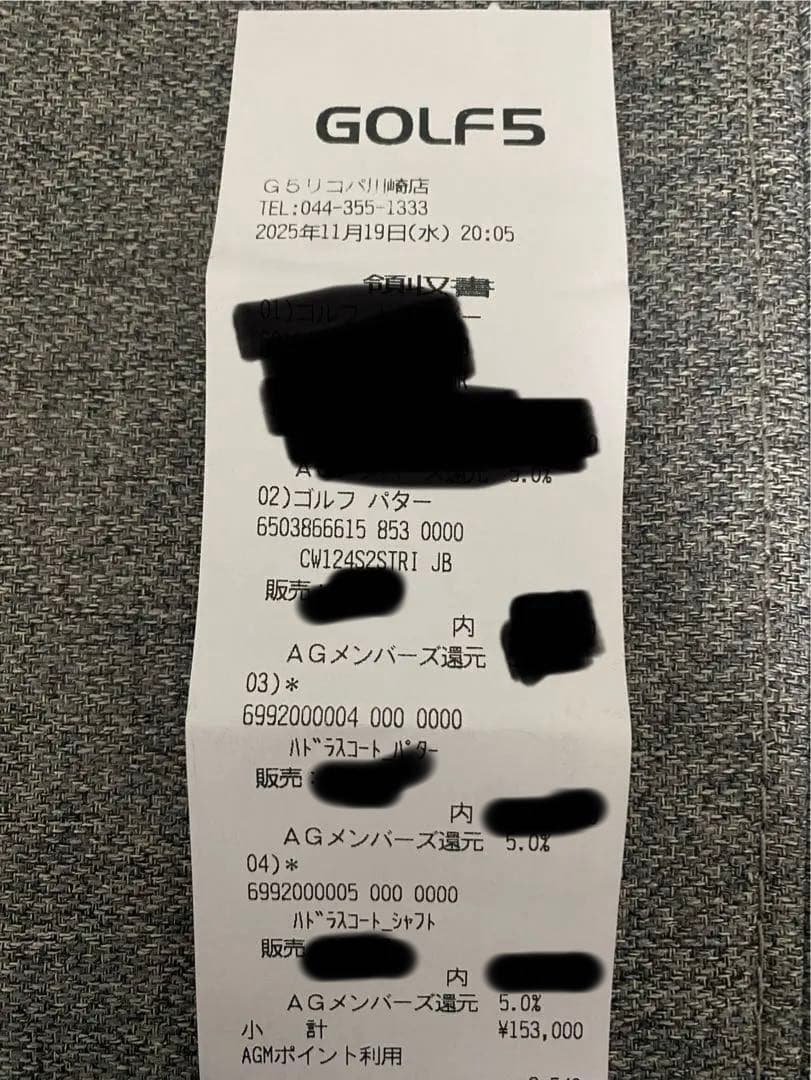 GOLF5
G5リコパ川崎店
TEL:044-355-1333
2025年11月19日(水) 20:05
領収書
01)ゴルフ
5.0%
02)ゴルフ パター
6503866615 853 0000
CW124S2STRI JB
販売
内
AGメンバーズ還元
03)*
6992000004 000 0000
ﾊﾄﾞﾗｽｺｰﾄ_ﾊﾟﾀｰ
販売:
内
AGメンバーズ還元 5.0%
04)*
6992000005 000 0000
ﾊﾄﾞﾗｽｺｰﾄ_ｼｬﾌﾄ
販売
内
AGメンバーズ還元 5.0%
小 計 ¥153,000
AGMポイント利用